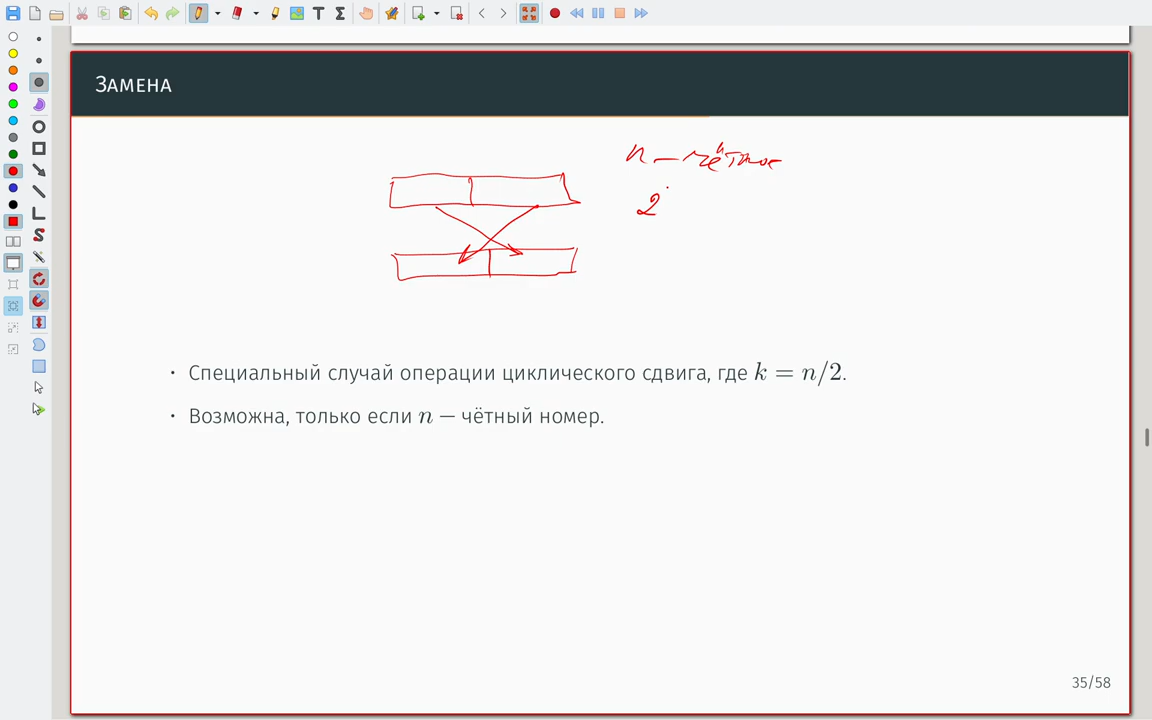 Замена
n — чётное
2
• Специальный случай операции циклического сдвига, где k = n/2.
• Возможна, только если n — чётный номер.
35/58